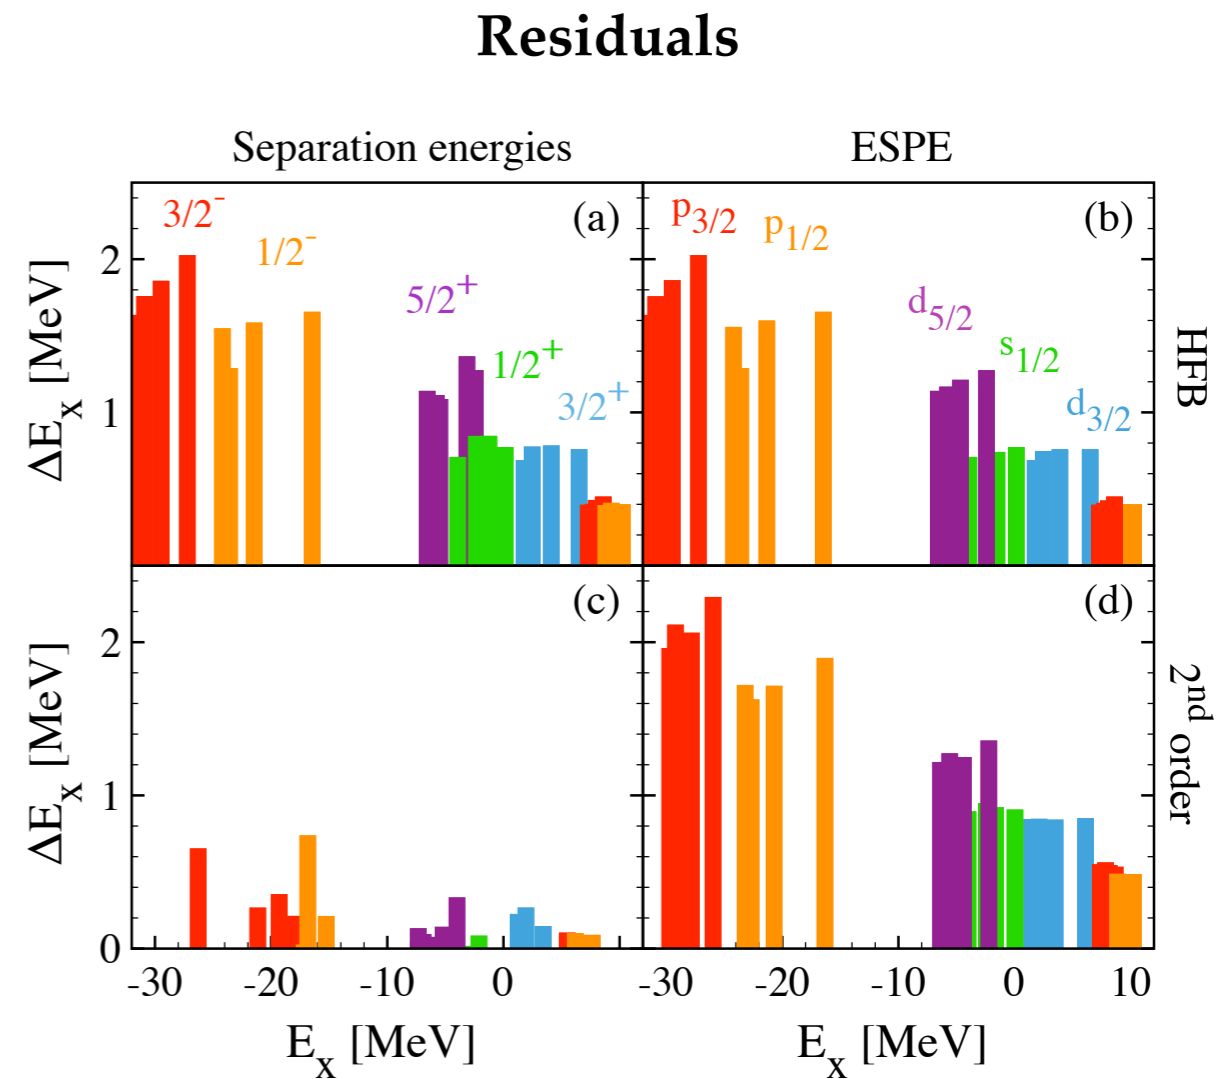 Residuals
Separation energies
ESPE
3/2⁻
1/2⁻
5/2⁺
1/2⁺
3/2⁺
(a)
p3/2
p1/2
d5/2
s1/2
d3/2
(b)
ΔEx [MeV]
2
1
HFB
(c)
(d)
ΔEx [MeV]
2
1
0
2nd order
-30 -20 -10 0
-30 -20 -10 0 10
Ex [MeV]
Ex [MeV]